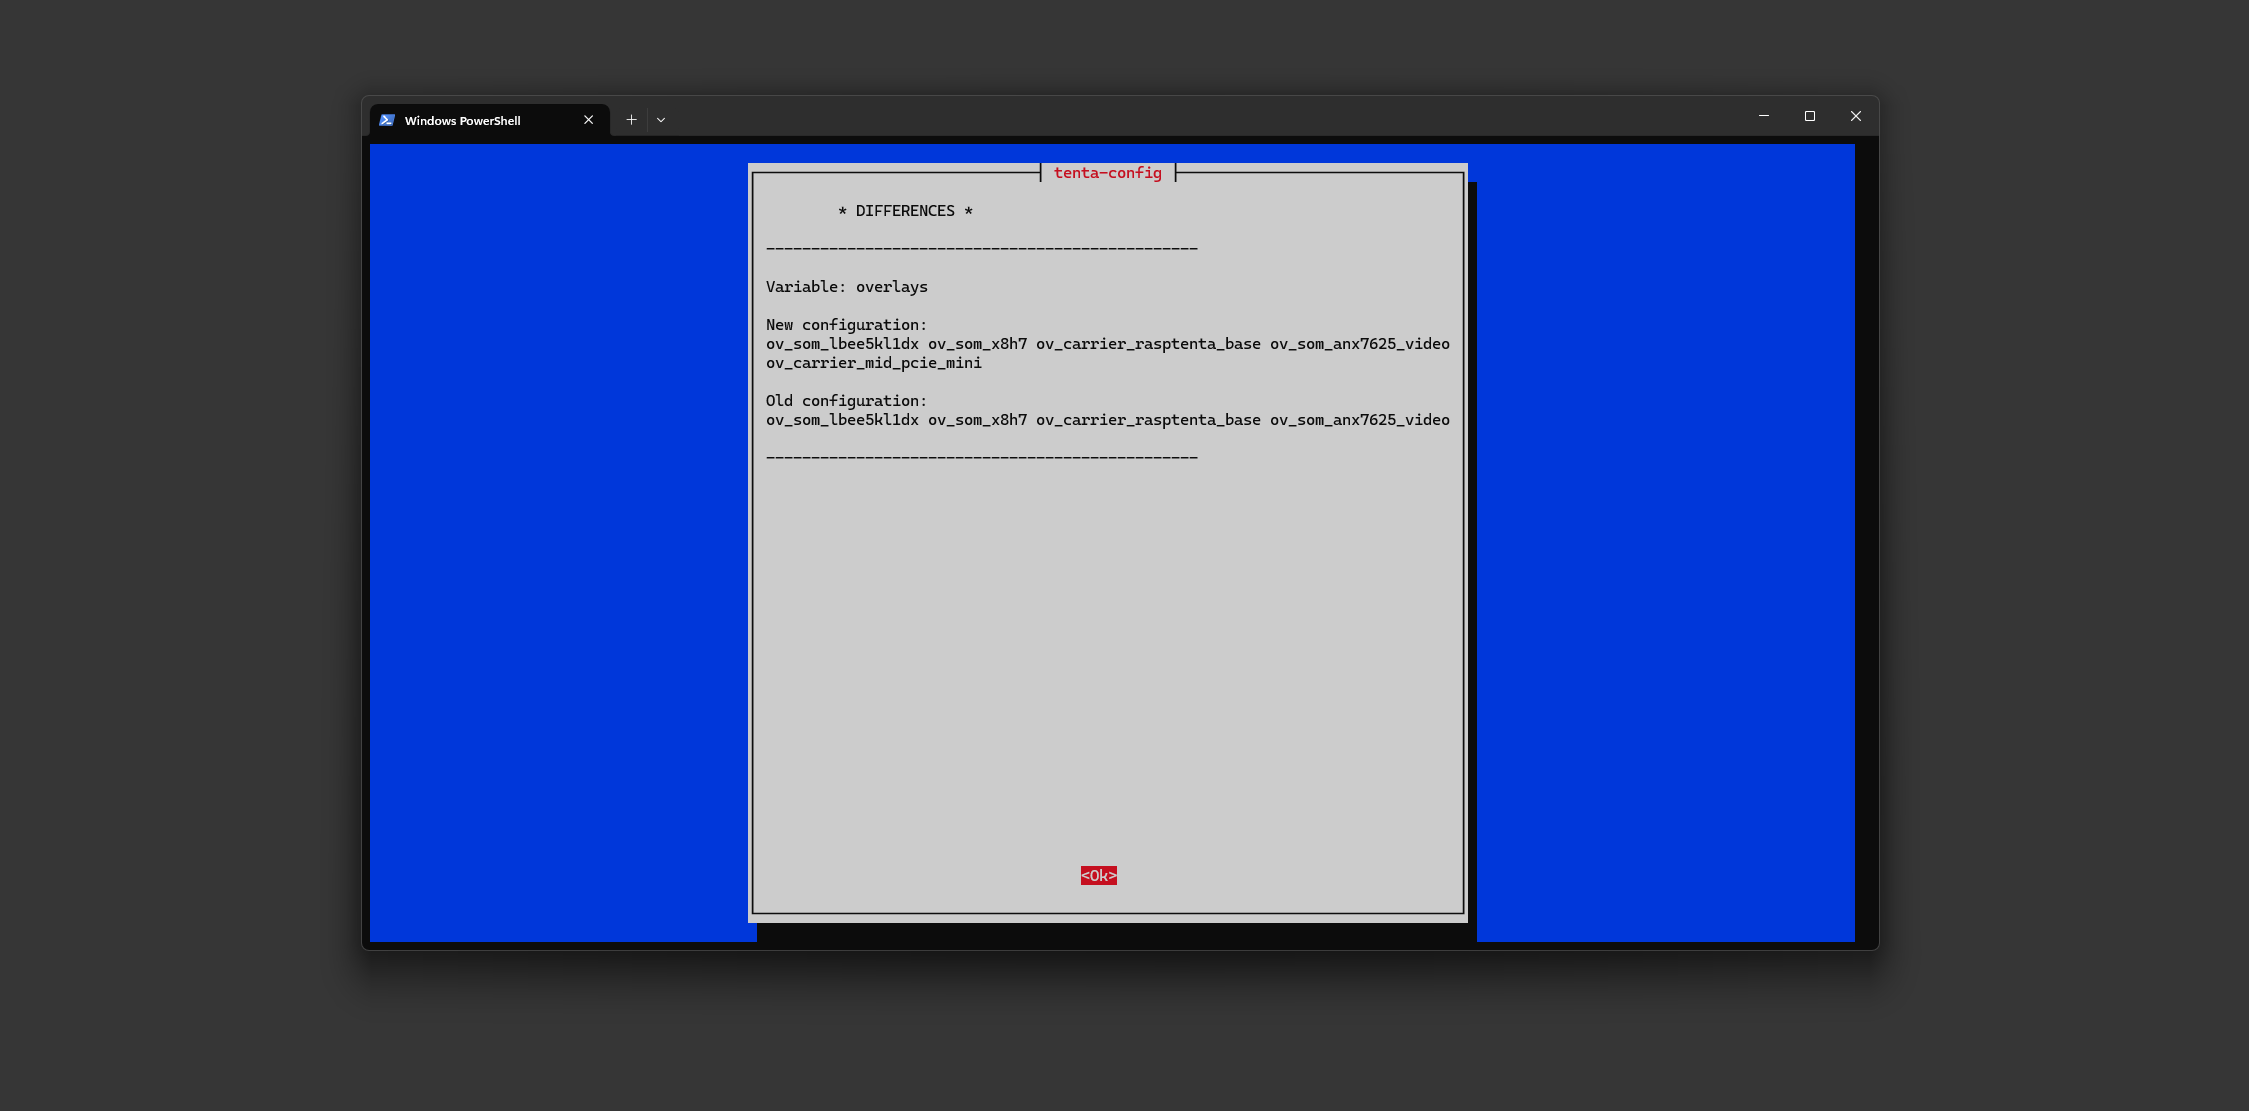 Windows PowerShell
tenta-config
* DIFFERENCES *
------------------------------------------------
Variable: overlays
New configuration:
ov_som_lbee5kl1dx ov_som_x8h7 ov_carrier_rasptenta_base ov_som_anx7625_video
ov_carrier_mid_pcie_mini
Old configuration:
ov_som_lbee5kl1dx ov_som_x8h7 ov_carrier_rasptenta_base ov_som_anx7625_video
------------------------------------------------
<Ok>